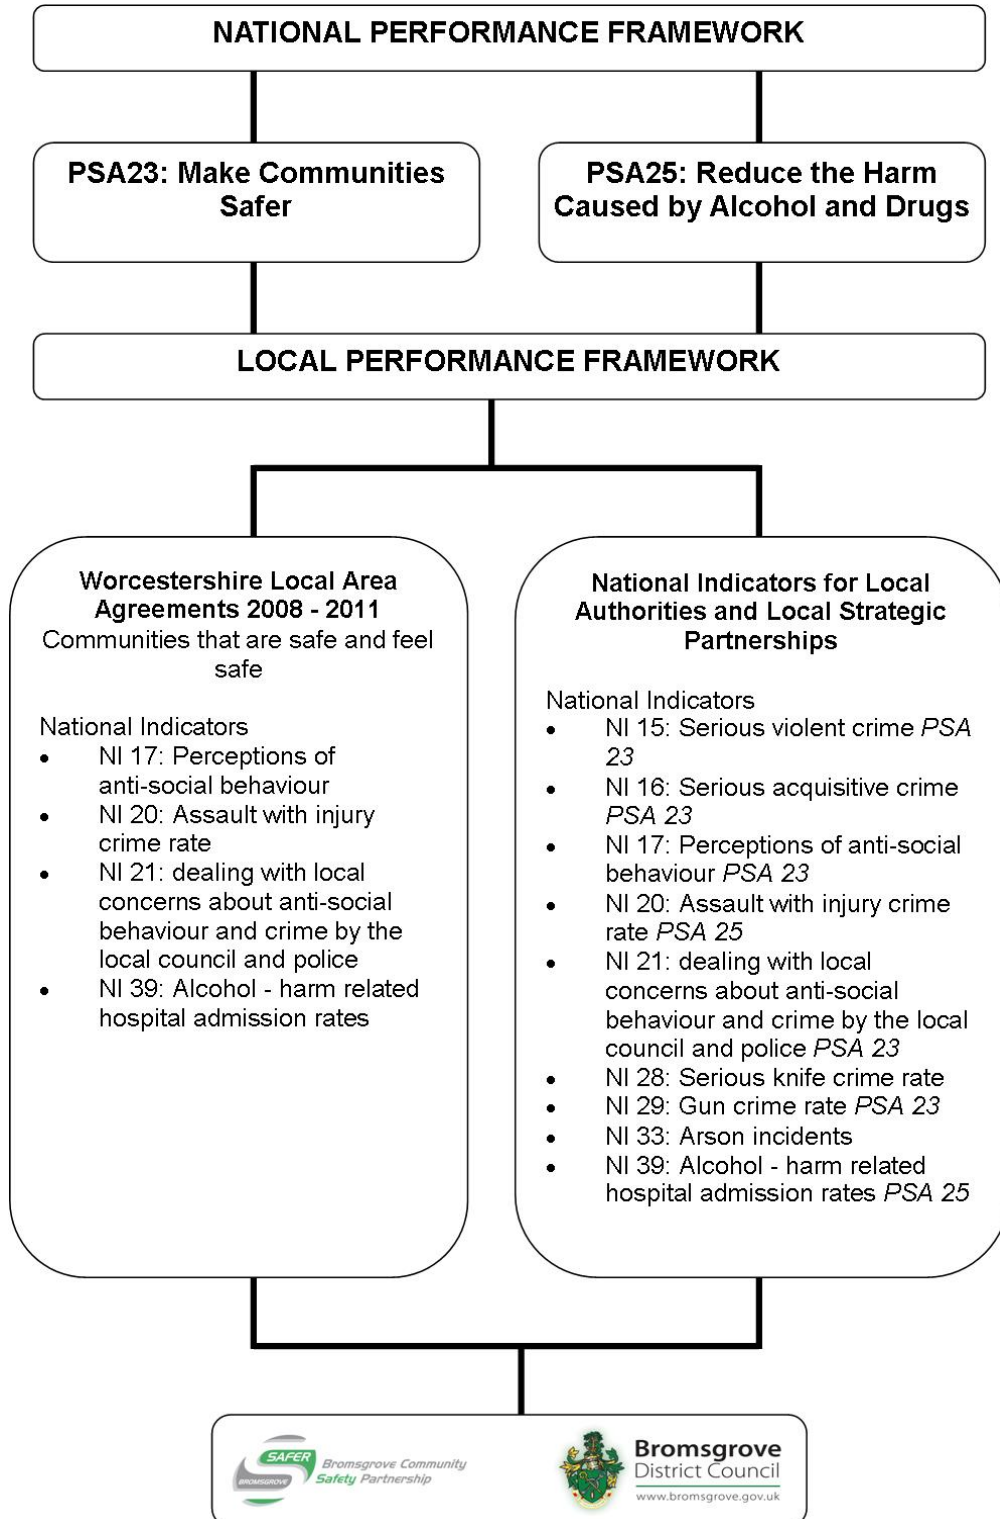 NATIONAL PERFORMANCE FRAMEWORK
PSA23: Make Communities
Safer
PSA25: Reduce the Harm
Caused by Alcohol and Drugs
LOCAL PERFORMANCE FRAMEWORK
Worcestershire Local Area
Agreements 2008 - 2011
Communities that are safe and feel
safe
National Indicators
• NI 17: Perceptions of
anti-social behaviour
• NI 20: Assault with injury
crime rate
• NI 21: dealing with local
concerns about anti-social
behaviour and crime by the
local council and police
• NI 39: Alcohol - harm related
hospital admission rates
National Indicators for Local
Authorities and Local Strategic
Partnerships
National Indicators
• NI 15: Serious violent crime PSA
23
• NI 16: Serious acquisitive crime
PSA 23
• NI 17: Perceptions of anti-social
behaviour PSA 23
• NI 20: Assault with injury crime
rate PSA 25
• NI 21: dealing with local
concerns about anti-social
behaviour and crime by the local
council and police PSA 23
• NI 28: Serious knife crime rate
• NI 29: Gun crime rate PSA 23
• NI 33: Arson incidents
• NI 39: Alcohol - harm related
hospital admission rates PSA 25
SAFER
BROMSGROVE
Bromsgrove Community
Safety Partnership
Bromsgrove
District Council
www.bromsgrove.gov.uk